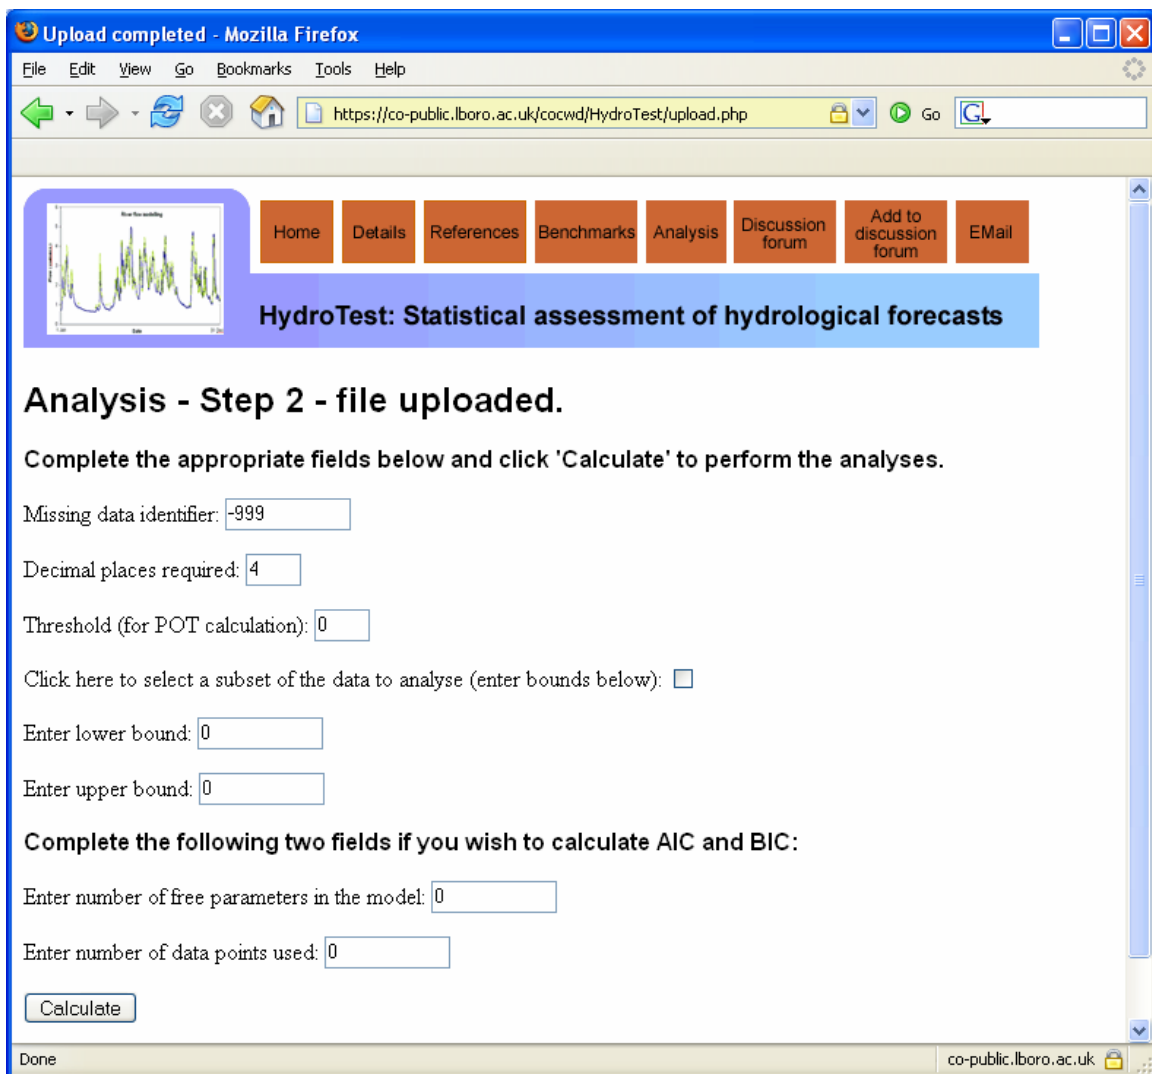 Upload completed - Mozilla Firefox
File Edit View Go Bookmarks Tools Help
https://co-public.lboro.ac.uk/cocwd/HydroTest/upload.php Go G
River flow modelling
Date
Home Details References Benchmarks Analysis Discussion forum Add to discussion forum EMail
HydroTest: Statistical assessment of hydrological forecasts
Analysis - Step 2 - file uploaded.
Complete the appropriate fields below and click 'Calculate' to perform the analyses.
Missing data identifier: -999
Decimal places required: 4
Threshold (for POT calculation): 0
Click here to select a subset of the data to analyse (enter bounds below):
Enter lower bound: 0
Enter upper bound: 0
Complete the following two fields if you wish to calculate AIC and BIC:
Enter number of free parameters in the model: 0
Enter number of data points used: 0
Calculate
Done co-public.lboro.ac.uk